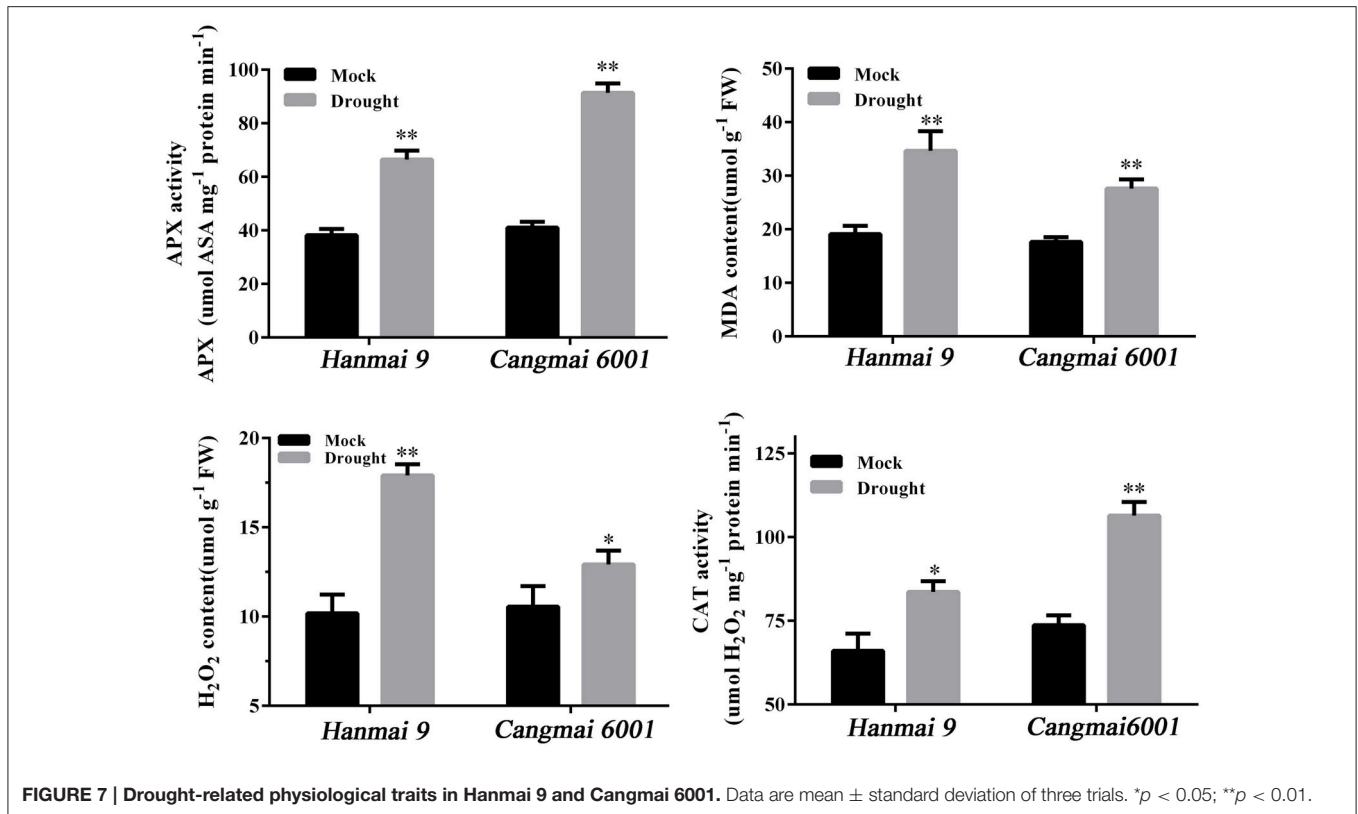 APX activity
APX (umol ASA mg⁻¹ protein min⁻¹)
100
80
60
40
20
0
Mock
Drought
**
**
Hanmai 9
Cangmai 6001
MDA content(umol g⁻¹ FW)
50
40
30
20
10
0
Mock
Drought
**
**
Hanmai 9
Cangmai 6001
H₂O₂ content(umol g⁻¹ FW)
20
15
10
5
Mock
Drought
**
*
Hanmai 9
Cangmai 6001
CAT activity
(umol H₂O₂ mg⁻¹ protein min⁻¹)
125
100
75
50
Mock
Drought
*
**
Hanmai 9
Cangmai6001
FIGURE 7 | Drought-related physiological traits in Hanmai 9 and Cangmai 6001. Data are mean ± standard deviation of three trials. *p < 0.05; **p < 0.01.